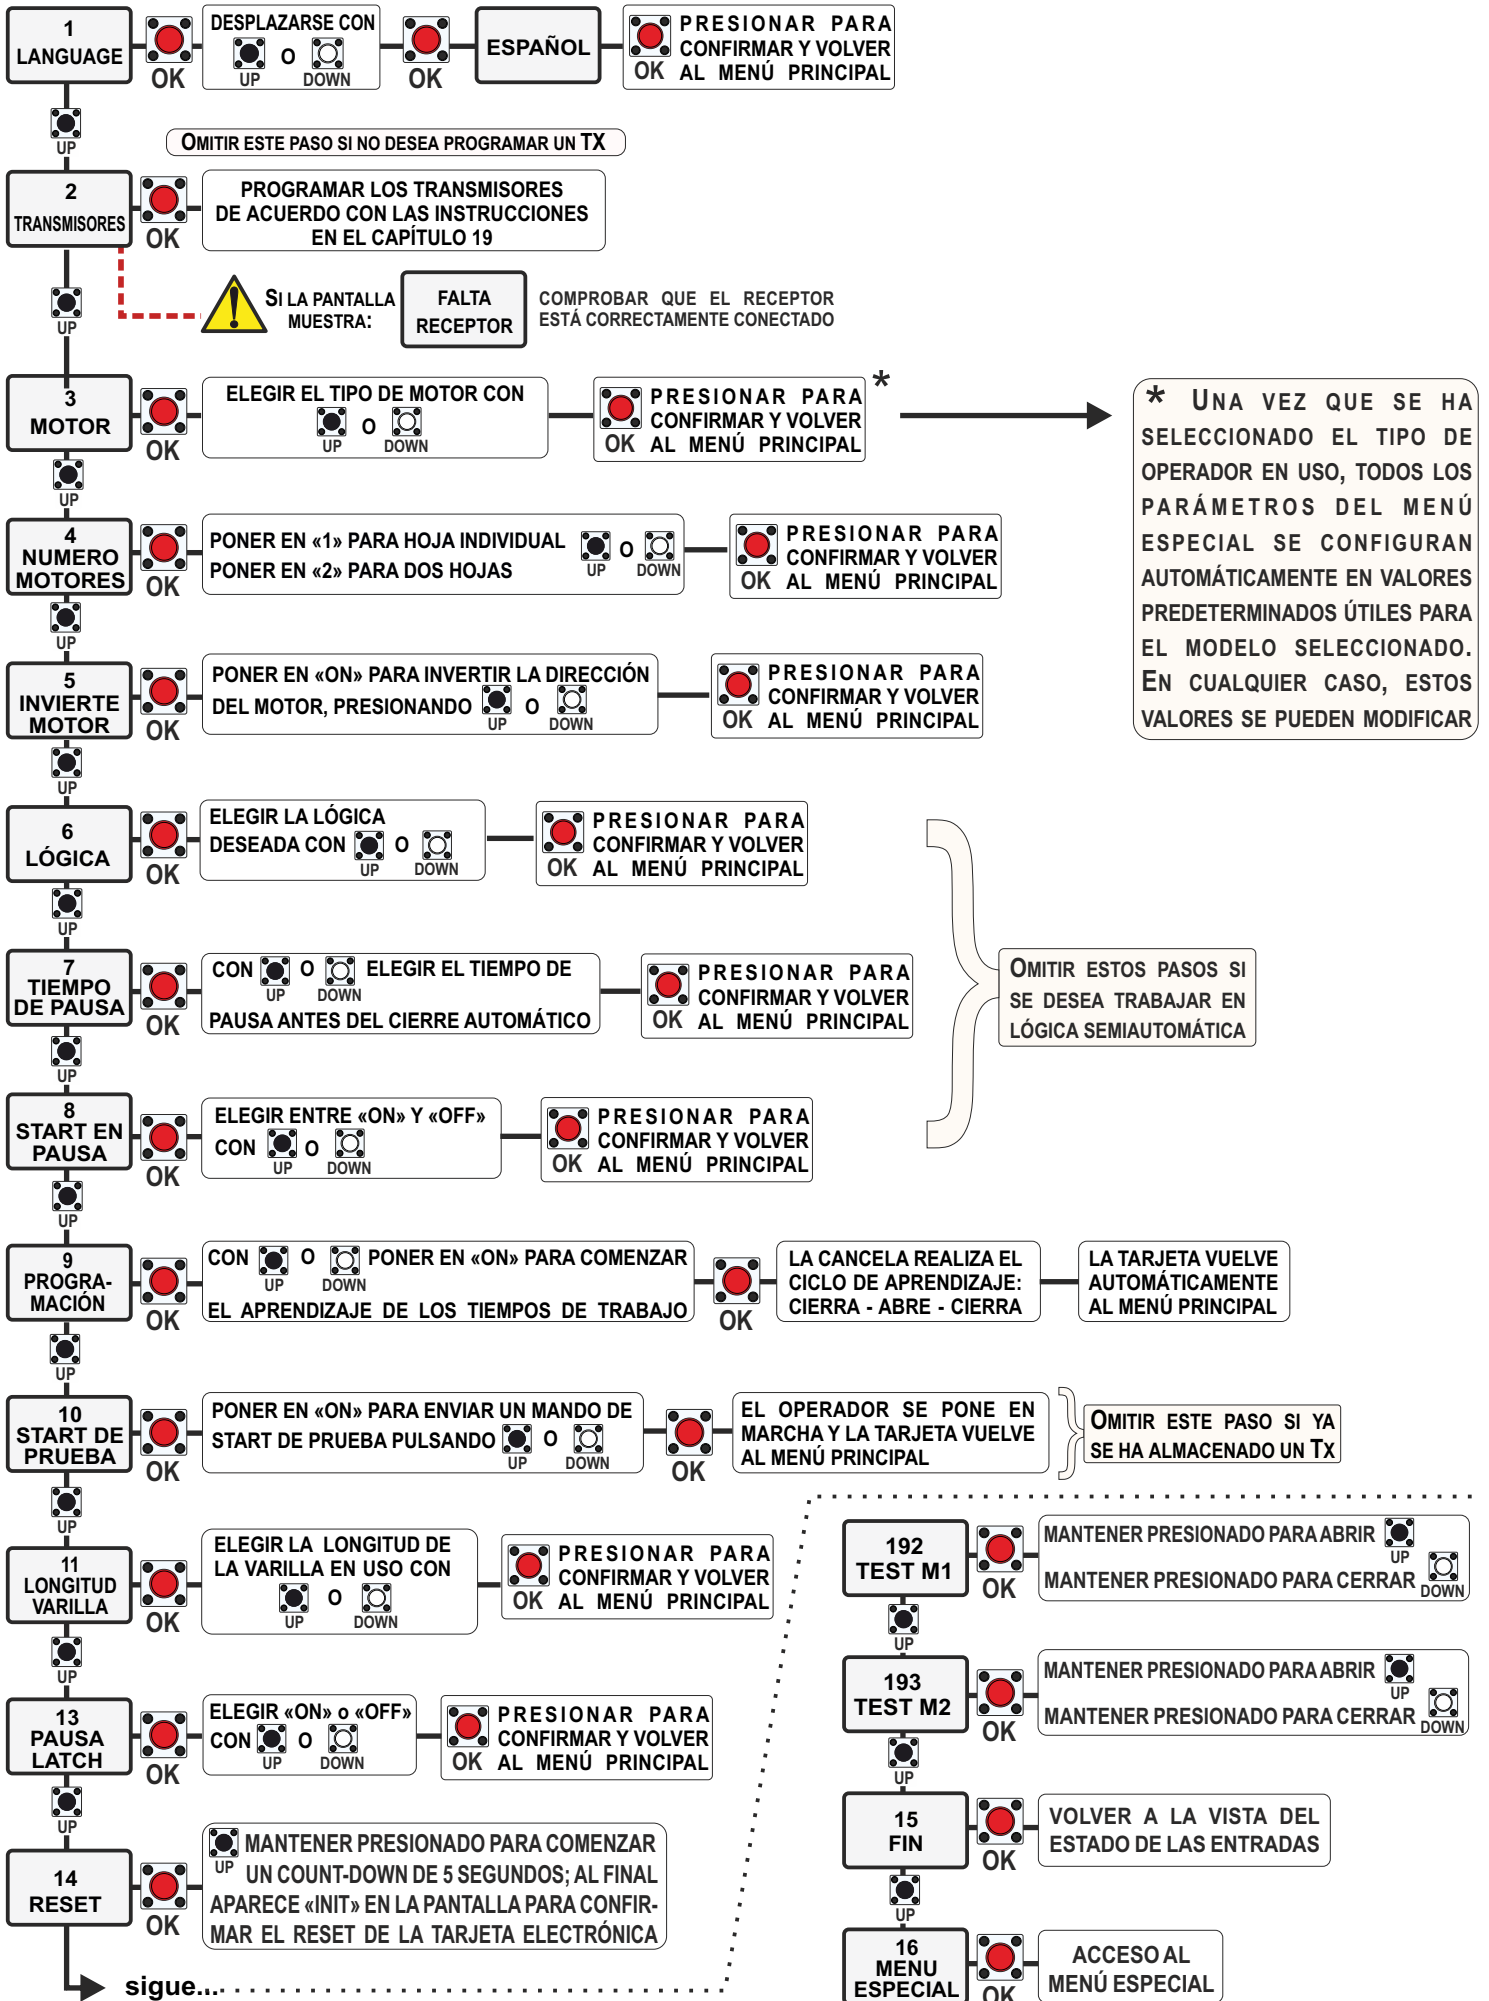 1
LANGUAGE
OK
DESPLAZARSE CON
UP O DOWN
OK
ESPAÑOL
OK
PRESIONAR PARA
CONFIRMAR Y VOLVER
AL MENÚ PRINCIPAL
UP
OMITIR ESTE PASO SI NO DESEA PROGRAMAR UN TX
2
TRANSMISORES
OK
PROGRAMAR LOS TRANSMISORES
DE ACUERDO CON LAS INSTRUCCIONES
EN EL CAPÍTULO 19
UP
SI LA PANTALLA
MUESTRA:
FALTA
RECEPTOR
COMPROBAR QUE EL RECEPTOR
ESTÁ CORRECTAMENTE CONECTADO
3
MOTOR
OK
ELEGIR EL TIPO DE MOTOR CON
UP O DOWN
OK
PRESIONAR PARA
CONFIRMAR Y VOLVER
AL MENÚ PRINCIPAL
*
* UNA VEZ QUE SE HA
SELECCIONADO EL TIPO DE
OPERADOR EN USO, TODOS LOS
PARÁMETROS DEL MENÚ
ESPECIAL SE CONFIGURAN
AUTOMÁTICAMENTE EN VALORES
PREDETERMINADOS ÚTILES PARA
EL MODELO SELECCIONADO.
EN CUALQUIER CASO, ESTOS
VALORES SE PUEDEN MODIFICAR
UP
4
NUMERO
MOTORES
OK
PONER EN «1» PARA HOJA INDIVIDUAL
PONER EN «2» PARA DOS HOJAS
UP O DOWN
OK
PRESIONAR PARA
CONFIRMAR Y VOLVER
AL MENÚ PRINCIPAL
UP
5
INVIERTE
MOTOR
OK
PONER EN «ON» PARA INVERTIR LA DIRECCIÓN
DEL MOTOR, PRESIONANDO UP O DOWN
OK
PRESIONAR PARA
CONFIRMAR Y VOLVER
AL MENÚ PRINCIPAL
UP
6
LÓGICA
OK
ELEGIR LA LÓGICA
DESEADA CON UP O DOWN
OK
PRESIONAR PARA
CONFIRMAR Y VOLVER
AL MENÚ PRINCIPAL
UP
7
TIEMPO
DE PAUSA
OK
CON UP O DOWN ELEGIR EL TIEMPO DE
PAUSA ANTES DEL CIERRE AUTOMÁTICO
OK
PRESIONAR PARA
CONFIRMAR Y VOLVER
AL MENÚ PRINCIPAL
OMITIR ESTOS PASOS SI
SE DESEA TRABAJAR EN
LÓGICA SEMIAUTOMÁTICA
UP
8
START EN
PAUSA
OK
ELEGIR ENTRE «ON» Y «OFF»
CON UP O DOWN
OK
PRESIONAR PARA
CONFIRMAR Y VOLVER
AL MENÚ PRINCIPAL
UP
9
PROGRA-
MACIÓN
OK
CON UP O DOWN PONER EN «ON» PARA COMENZAR
EL APRENDIZAJE DE LOS TIEMPOS DE TRABAJO
OK
LA CANCELA REALIZA EL
CICLO DE APRENDIZAJE:
CIERRA - ABRE - CIERRA
LA TARJETA VUELVE
AUTOMÁTICAMENTE
AL MENÚ PRINCIPAL
UP
10
START DE
PRUEBA
OK
PONER EN «ON» PARA ENVIAR UN MANDO DE
START DE PRUEBA PULSANDO UP O DOWN
OK
EL OPERADOR SE PONE EN
MARCHA Y LA TARJETA VUELVE
AL MENÚ PRINCIPAL
OMITIR ESTE PASO SI YA
SE HA ALMACENADO UN TX
UP
11
LONGITUD
VARILLA
OK
ELEGIR LA LONGITUD DE
LA VARILLA EN USO CON
UP O DOWN
OK
PRESIONAR PARA
CONFIRMAR Y VOLVER
AL MENÚ PRINCIPAL
UP
13
PAUSA
LATCH
OK
ELEGIR «ON» o «OFF»
CON UP O DOWN
OK
PRESIONAR PARA
CONFIRMAR Y VOLVER
AL MENÚ PRINCIPAL
UP
14
RESET
OK
UP MANTENER PRESIONADO PARA COMENZAR
UN COUNT-DOWN DE 5 SEGUNDOS; AL FINAL
APARECE «INIT» EN LA PANTALLA PARA CONFIR-
MAR EL RESET DE LA TARJETA ELECTRÓNICA
sigue...
192
TEST M1
OK
MANTENER PRESIONADO PARA ABRIR UP
MANTENER PRESIONADO PARA CERRAR DOWN
UP
193
TEST M2
OK
MANTENER PRESIONADO PARA ABRIR UP
MANTENER PRESIONADO PARA CERRAR DOWN
UP
15
FIN
OK
VOLVER A LA VISTA DEL
ESTADO DE LAS ENTRADAS
UP
16
MENU
ESPECIAL
OK
ACCESO AL
MENÚ ESPECIAL